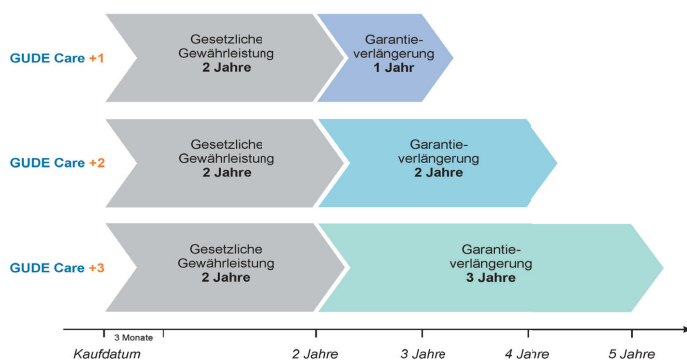 GUDE Care +1
Gesetzliche
Gewährleistung
2 Jahre
Garantie-
verlängerung
1 Jahr
GUDE Care +2
Gesetzliche
Gewährleistung
2 Jahre
Garantie-
verlängerung
2 Jahre
GUDE Care +3
Gesetzliche
Gewährleistung
2 Jahre
Garantie-
verlängerung
3 Jahre
3 Monate
Kaufdatum
2 Jahre
3 Jahre
4 Jahre
5 Jahre